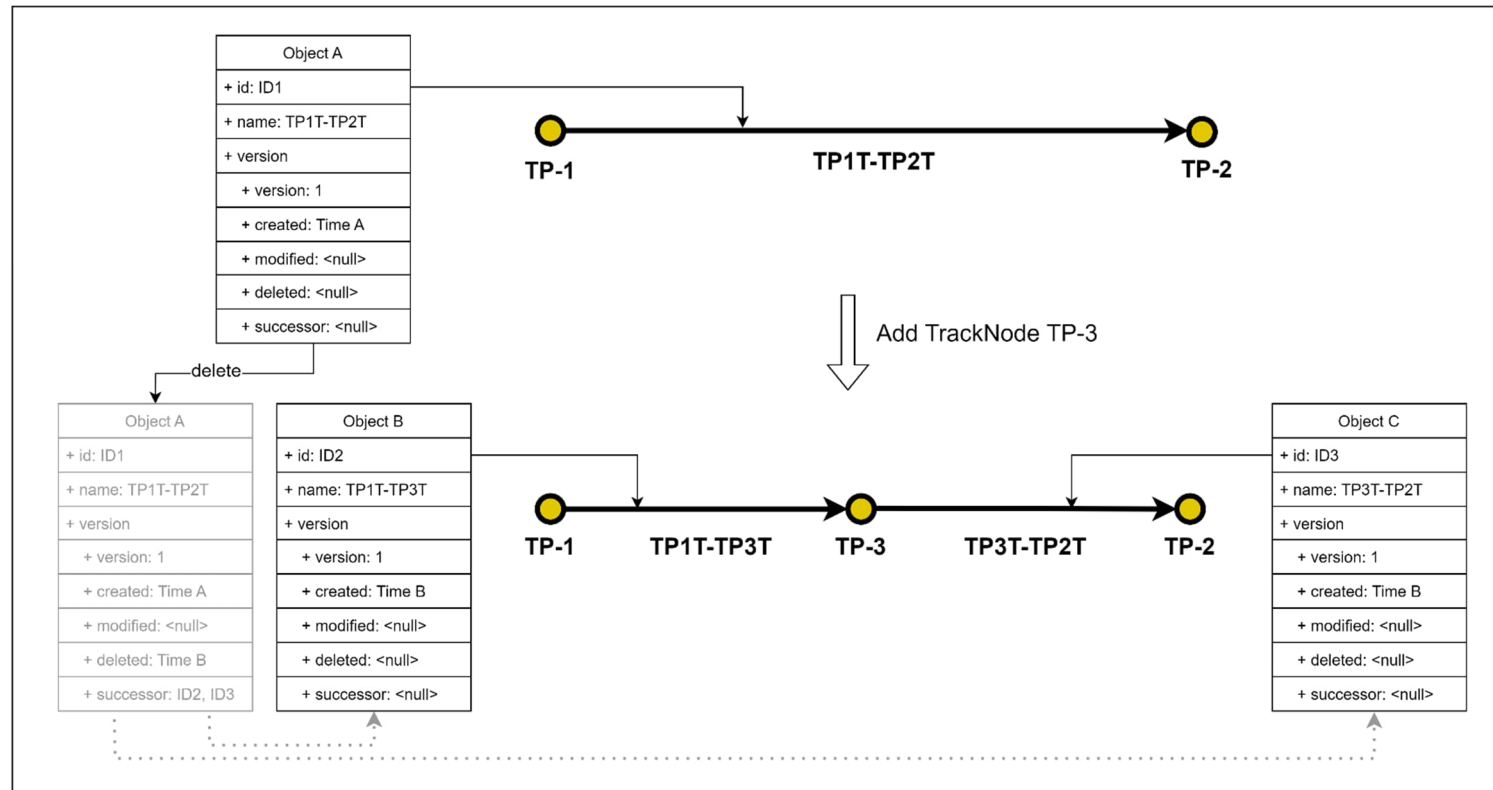 Object A
+ id: ID1
+ name: TP1T-TP2T
+ version
+ version: 1
+ created: Time A
+ modified: <null>
+ deleted: <null>
+ successor: <null>
TP-1
TP1T-TP2T
TP-2
Add TrackNode TP-3
delete
Object A
+ id: ID1
+ name: TP1T-TP2T
+ version
+ version: 1
+ created: Time A
+ modified: <null>
+ deleted: Time B
+ successor: ID2, ID3
Object B
+ id: ID2
+ name: TP1T-TP3T
+ version
+ version: 1
+ created: Time B
+ modified: <null>
+ deleted: <null>
+ successor: <null>
TP-1
TP1T-TP3T
TP-3
TP3T-TP2T
TP-2
Object C
+ id: ID3
+ name: TP3T-TP2T
+ version
+ version: 1
+ created: Time B
+ modified: <null>
+ deleted: <null>
+ successor: <null>